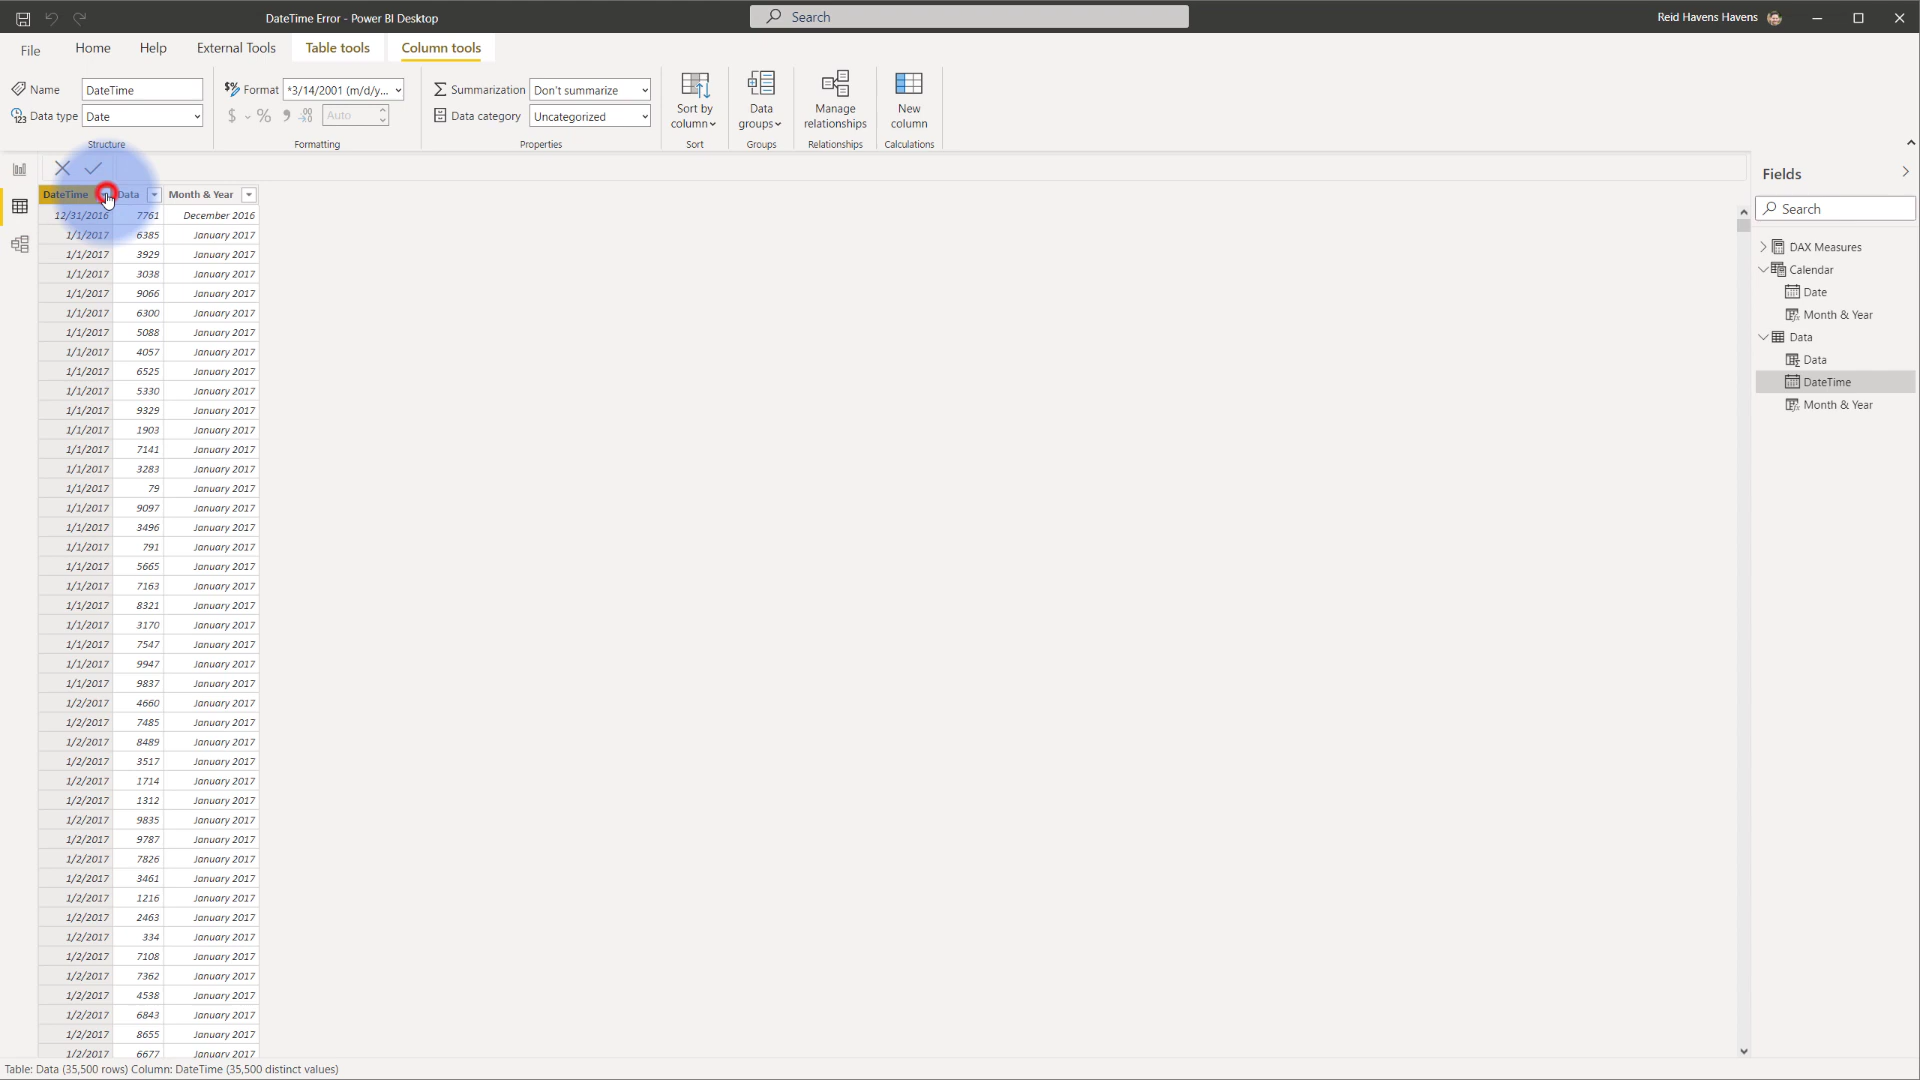 DateTime Error - Power BI Desktop
Search
Reid Havens Havens
File
Home
Help
External Tools
Table tools
Column tools
Name
DateTime
Data type
Date
Structure
Format
*3/14/2001 (m/d/y...
$
%
Auto
Formatting
Summarization
Don't summarize
Data category
Uncategorized
Properties
Sort by
column
Sort
Data
groups
Groups
Manage
relationships
Relationships
New
column
Calculations
DateTime Data Month & Year
12/31/2016 7761 December 2016
1/1/2017 6385 January 2017
1/1/2017 3929 January 2017
1/1/2017 3038 January 2017
1/1/2017 9066 January 2017
1/1/2017 6300 January 2017
1/1/2017 5088 January 2017
1/1/2017 4057 January 2017
1/1/2017 6525 January 2017
1/1/2017 5330 January 2017
1/1/2017 9329 January 2017
1/1/2017 1903 January 2017
1/1/2017 7141 January 2017
1/1/2017 3283 January 2017
1/1/2017 79 January 2017
1/1/2017 9097 January 2017
1/1/2017 3496 January 2017
1/1/2017 791 January 2017
1/1/2017 5665 January 2017
1/1/2017 7163 January 2017
1/1/2017 8321 January 2017
1/1/2017 3170 January 2017
1/1/2017 7547 January 2017
1/1/2017 9947 January 2017
1/1/2017 9837 January 2017
1/2/2017 4660 January 2017
1/2/2017 7485 January 2017
1/2/2017 8489 January 2017
1/2/2017 3517 January 2017
1/2/2017 1714 January 2017
1/2/2017 1312 January 2017
1/2/2017 9835 January 2017
1/2/2017 9787 January 2017
1/2/2017 7826 January 2017
1/2/2017 3461 January 2017
1/2/2017 1216 January 2017
1/2/2017 2463 January 2017
1/2/2017 334 January 2017
1/2/2017 7108 January 2017
1/2/2017 7362 January 2017
1/2/2017 4538 January 2017
1/2/2017 6843 January 2017
1/2/2017 8655 January 2017
1/2/2017 6677 January 2017
Fields
Search
DAX Measures
Calendar
Date
Month & Year
Data
Data
DateTime
Month & Year
Table: Data (35,500 rows) Column: DateTime (35,500 distinct values)